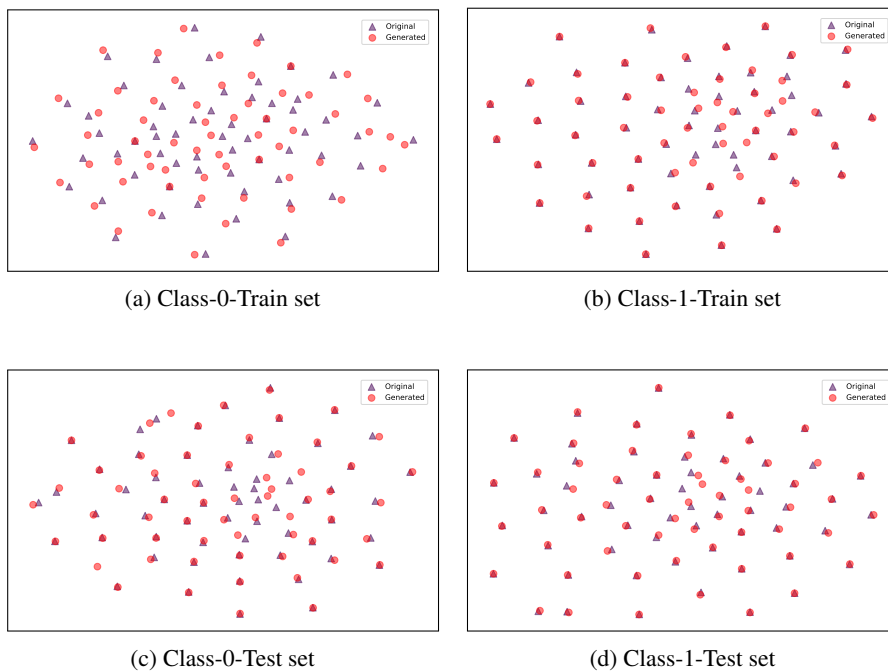 Original
Generated
Original
Generated
(a) Class-0-Train set
(b) Class-1-Train set
Original
Generated
Original
Generated
(c) Class-0-Test set
(d) Class-1-Test set